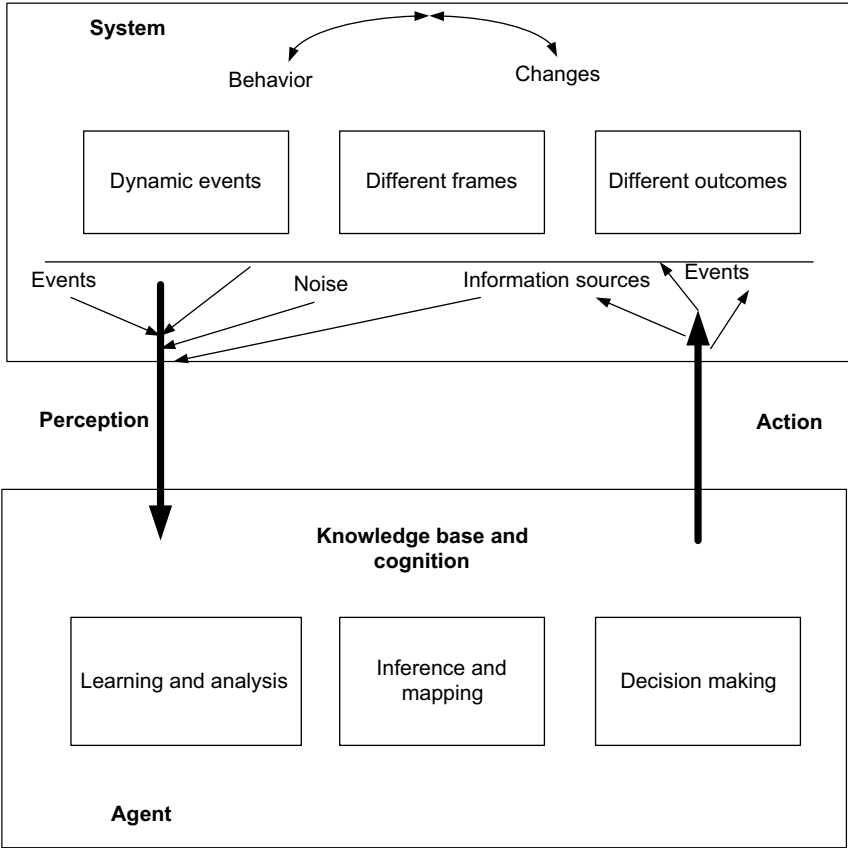 System
Behavior
Changes
Dynamic events
Different frames
Different outcomes
Events
Noise
Information sources
Events
Perception
Action
Knowledge base and
cognition
Learning and analysis
Inference and
mapping
Decision making
Agent